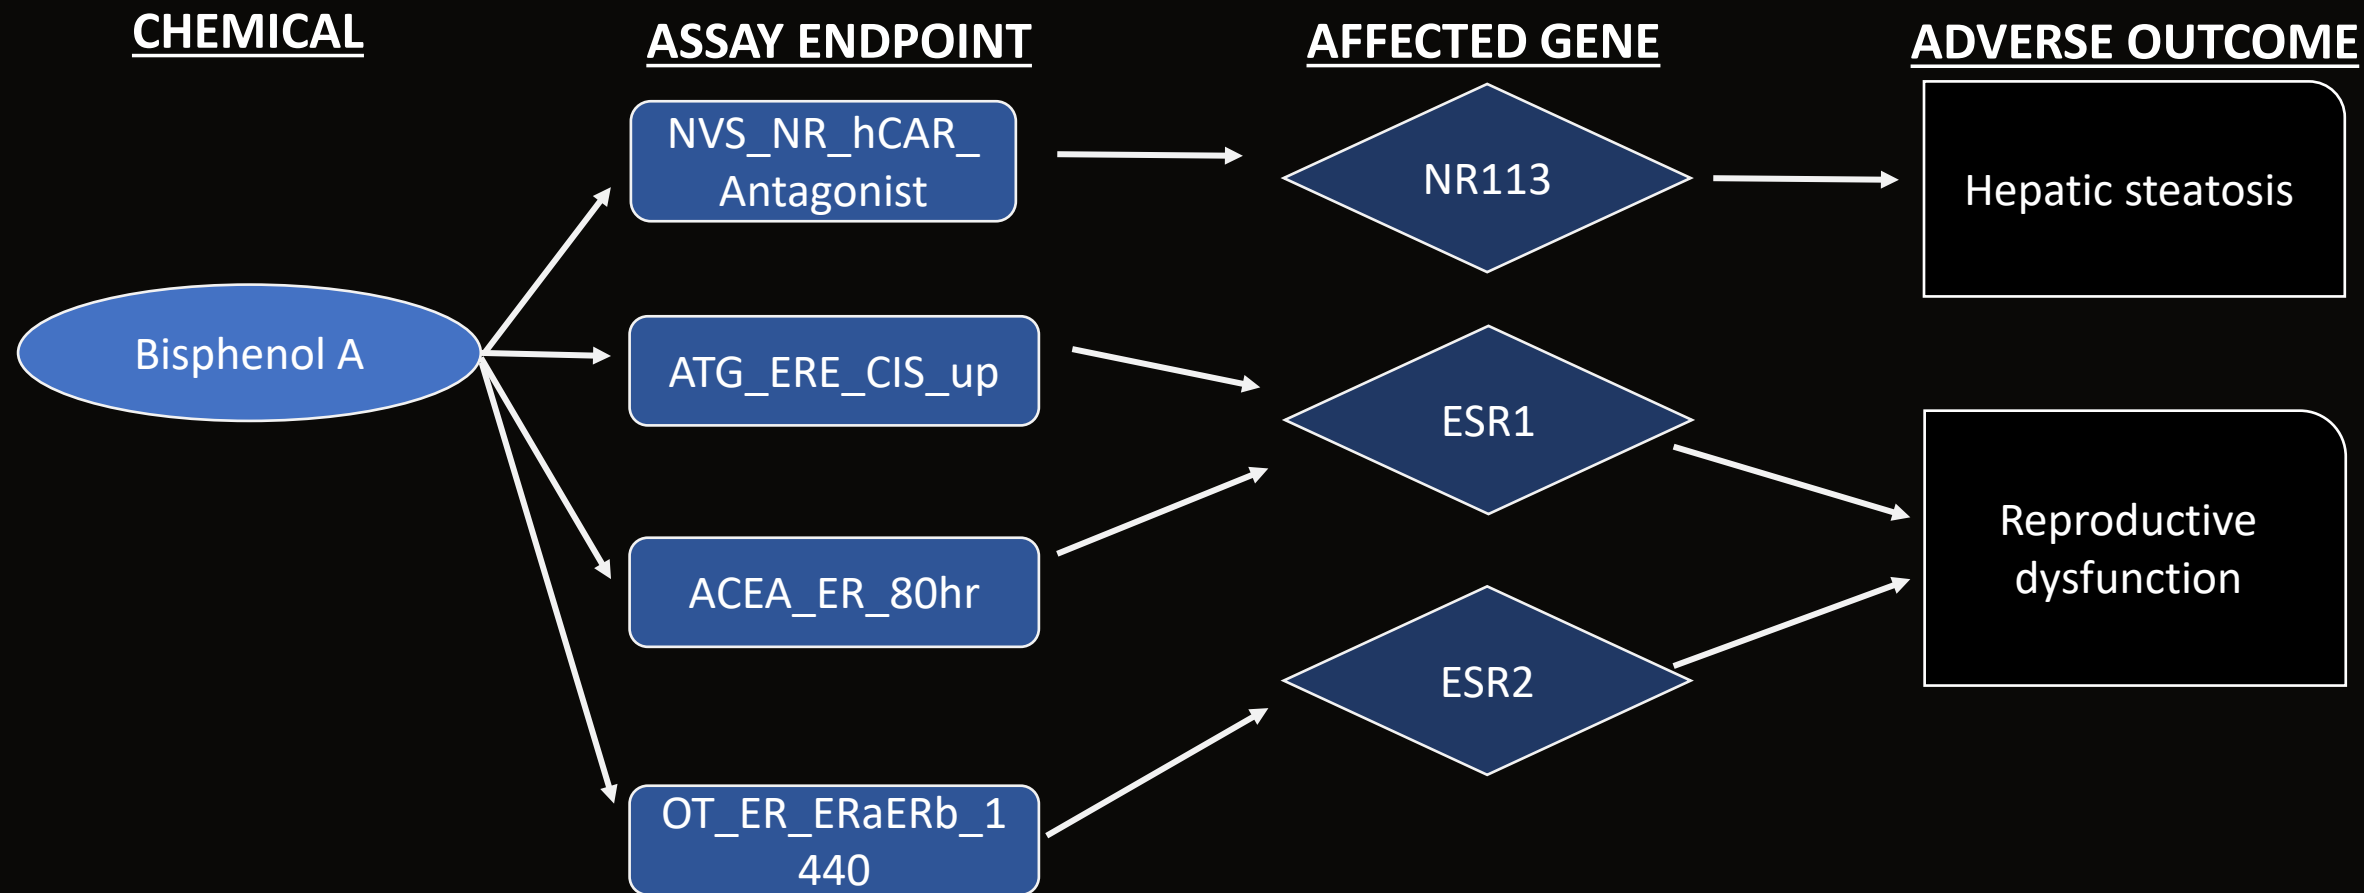 CHEMICAL
ASSAY ENDPOINT
AFFECTED GENE
ADVERSE OUTCOME
NVS_NR_hCAR_
Antagonist
NR113
Hepatic steatosis
Bisphenol A
ATG_ERE_CIS_up
ESR1
Reproductive
dysfunction
ACEA_ER_80hr
ESR2
OT_ER_ERaERb_1
440